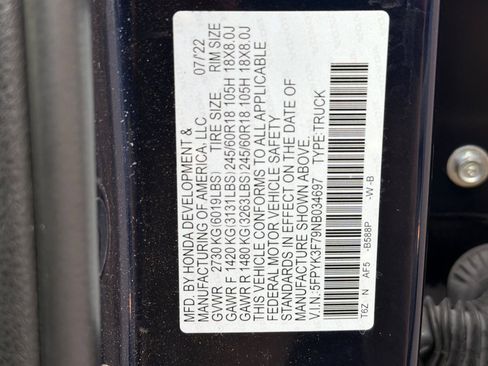 MFD. BY HONDA DEVELOPMENT & 07/22
MANUFACTURING OF AMERICA, LLC
GVWR 2730 KG(6019LBS) TIRE SIZE RIM SIZE
GAWR F 1420 KG(3131LBS)245/60R18 105H 18X8.0J
GAWR R 1480 KG(3263LBS)245/60R18 105H 18X8.0J
THIS VEHICLE CONFORMS TO ALL APPLICABLE
FEDERAL MOTOR VEHICLE SAFETY
STANDARDS IN EFFECT ON THE DATE OF
MANUFACTURE SHOWN ABOVE.
V.I.N.:5FPYK3F79NB034697 TYPE:TRUCK
T6Z N AF5 -B588P -W -B